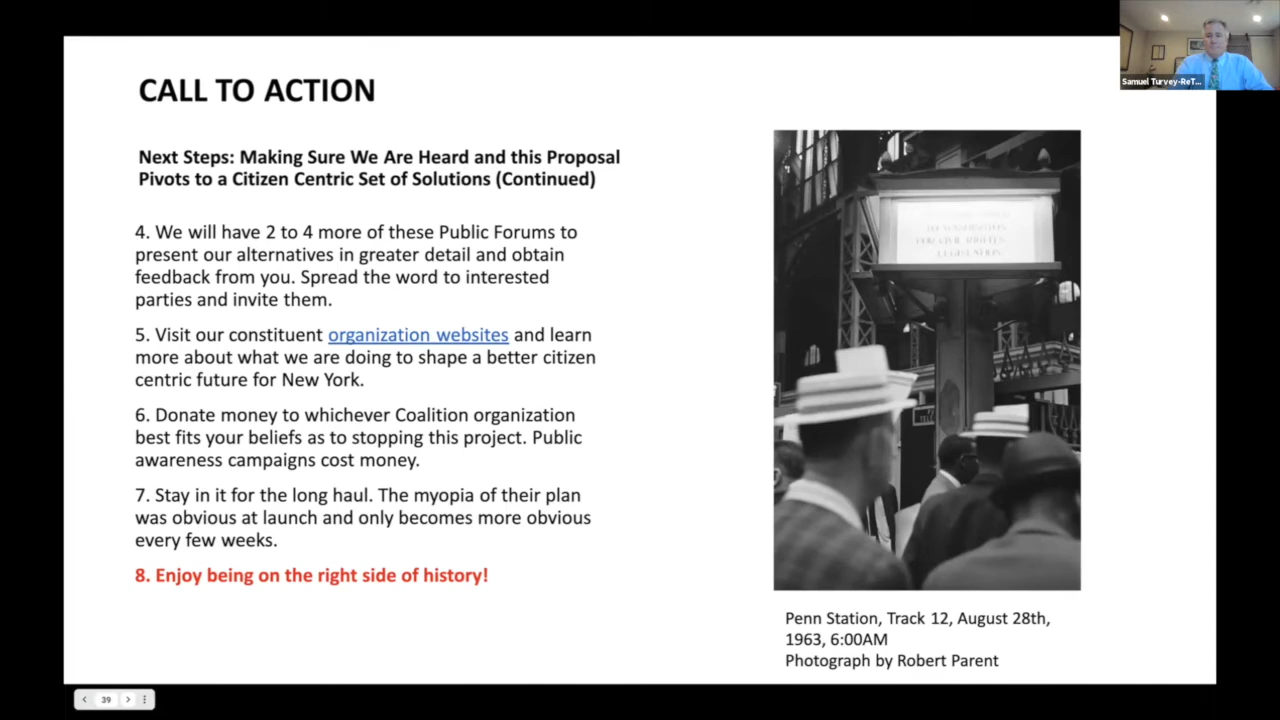 Samuel Turvey-ReT...
CALL TO ACTION
Next Steps: Making Sure We Are Heard and this Proposal
Pivots to a Citizen Centric Set of Solutions (Continued)
4. We will have 2 to 4 more of these Public Forums to
present our alternatives in greater detail and obtain
feedback from you. Spread the word to interested
parties and invite them.
5. Visit our constituent organization websites and learn
more about what we are doing to shape a better citizen
centric future for New York.
6. Donate money to whichever Coalition organization
best fits your beliefs as to stopping this project. Public
awareness campaigns cost money.
7. Stay in it for the long haul. The myopia of their plan
was obvious at launch and only becomes more obvious
every few weeks.
8. Enjoy being on the right side of history!
TO WASHINGTON
FOR CIVIL RIGHTS
LEGISLATION
Penn Station, Track 12, August 28th,
1963, 6:00AM
Photograph by Robert Parent
39